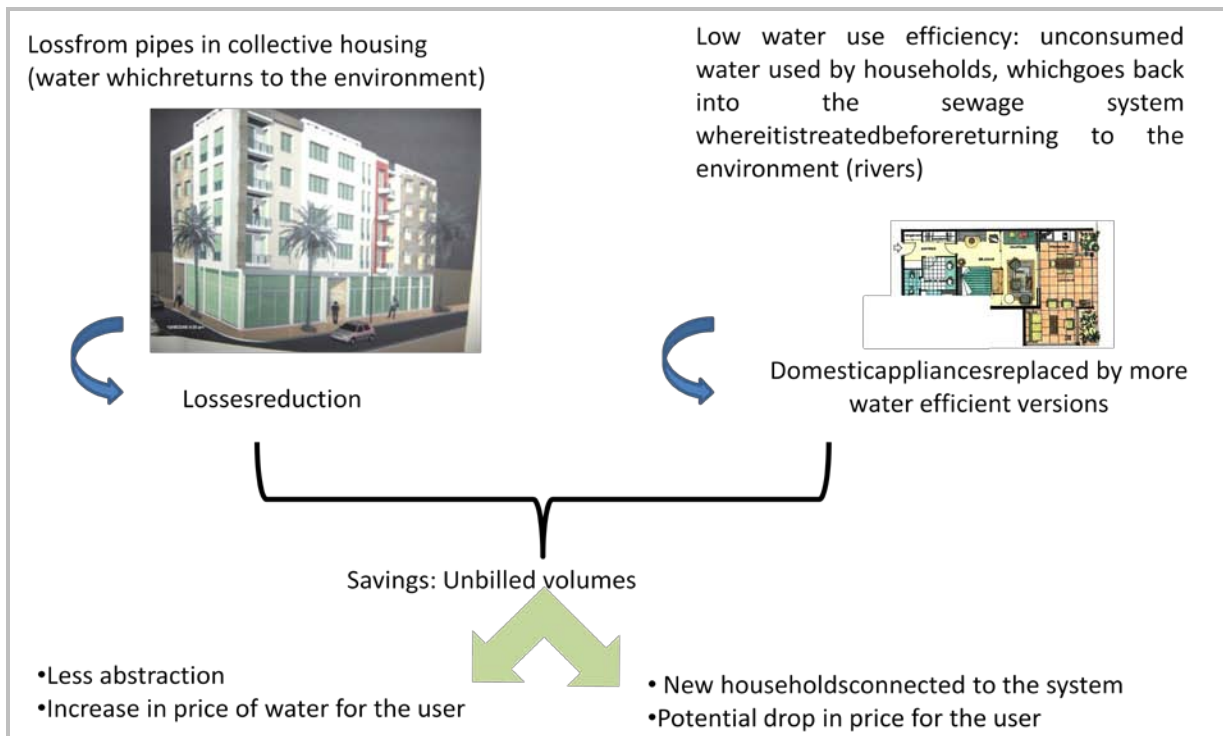 Lossfrom pipes in collective housing
(water whichreturns to the environment)
Low water use efficiency: unconsumed
water used by households, whichgoes back
into the sewage system
whereitistreatedbeforereturning to the
environment (rivers)
Lossesreduction
Domesticappliancesreplaced by more
water efficient versions
Savings: Unbilled volumes
•Less abstraction
•Increase in price of water for the user
• New householdsconnected to the system
•Potential drop in price for the user